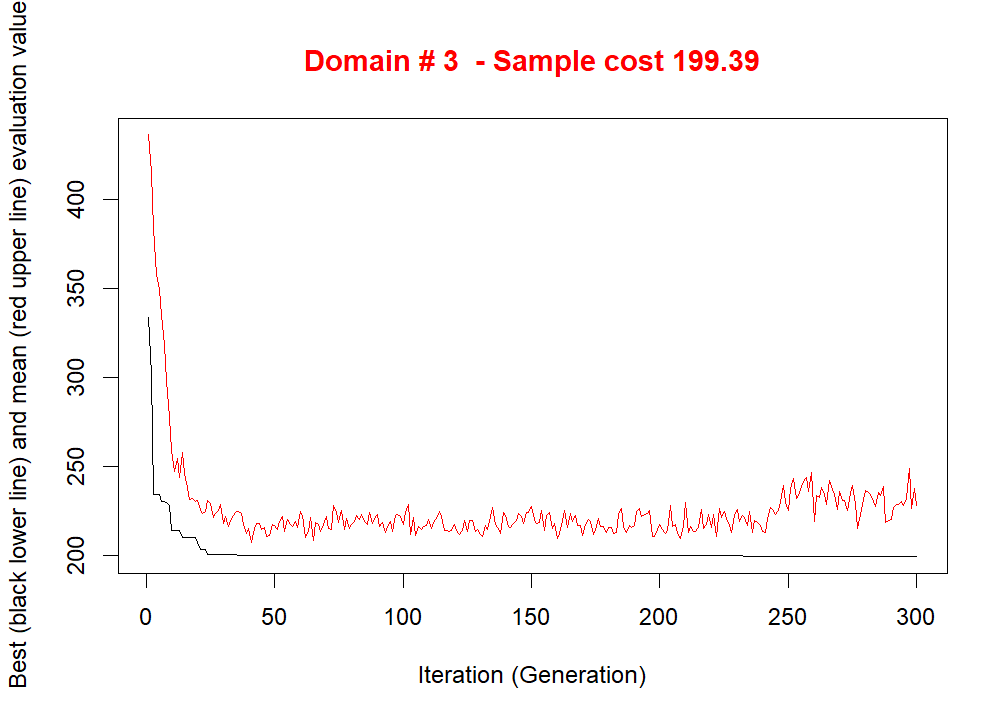 Domain # 3  - Sample cost 199.39
Best (black lower line) and mean (red upper line) evaluation value
400
350
300
250
200
0 50 100 150 200 250 300
Iteration (Generation)